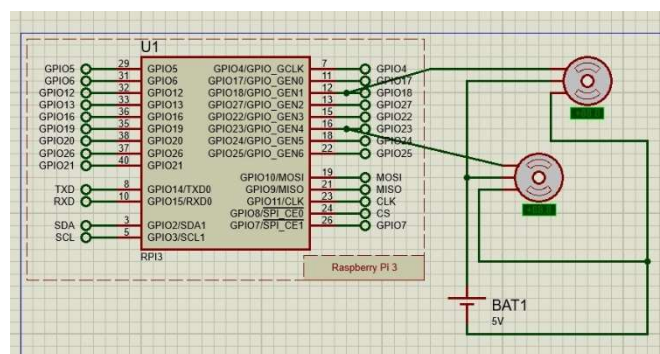 U1
GPIO5 29 GPIO5 GPIO4/GPIO_GCLK 7 GPIO4
GPIO6 31 GPIO6 GPIO17/GPIO_GEN0 11 GPIO17
GPIO12 32 GPIO12 GPIO18/GPIO_GEN1 12 GPIO18
GPIO13 33 GPIO13 GPIO27/GPIO_GEN2 13 GPIO27
GPIO16 36 GPIO16 GPIO22/GPIO_GEN3 15 GPIO22
GPIO19 35 GPIO19 GPIO23/GPIO_GEN4 16 GPIO23
GPIO20 38 GPIO20 GPIO24/GPIO_GEN5 18 GPIO24
GPIO26 37 GPIO26 GPIO25/GPIO_GEN6 22 GPIO25
GPIO21 40 GPIO21
GPIO10/MOSI 19 MOSI
TXD 8 GPIO14/TXD0 GPIO9/MISO 21 MISO
RXD 10 GPIO15/RXD0 GPIO11/CLK 23 CLK
GPIO8/SPI_CE0 24 CS
SDA 3 GPIO2/SDA1 GPIO7/SPI_CE1 26 GPIO7
SCL 5 GPIO3/SCL1
RPI3
Raspberry Pi 3
BAT1
5V